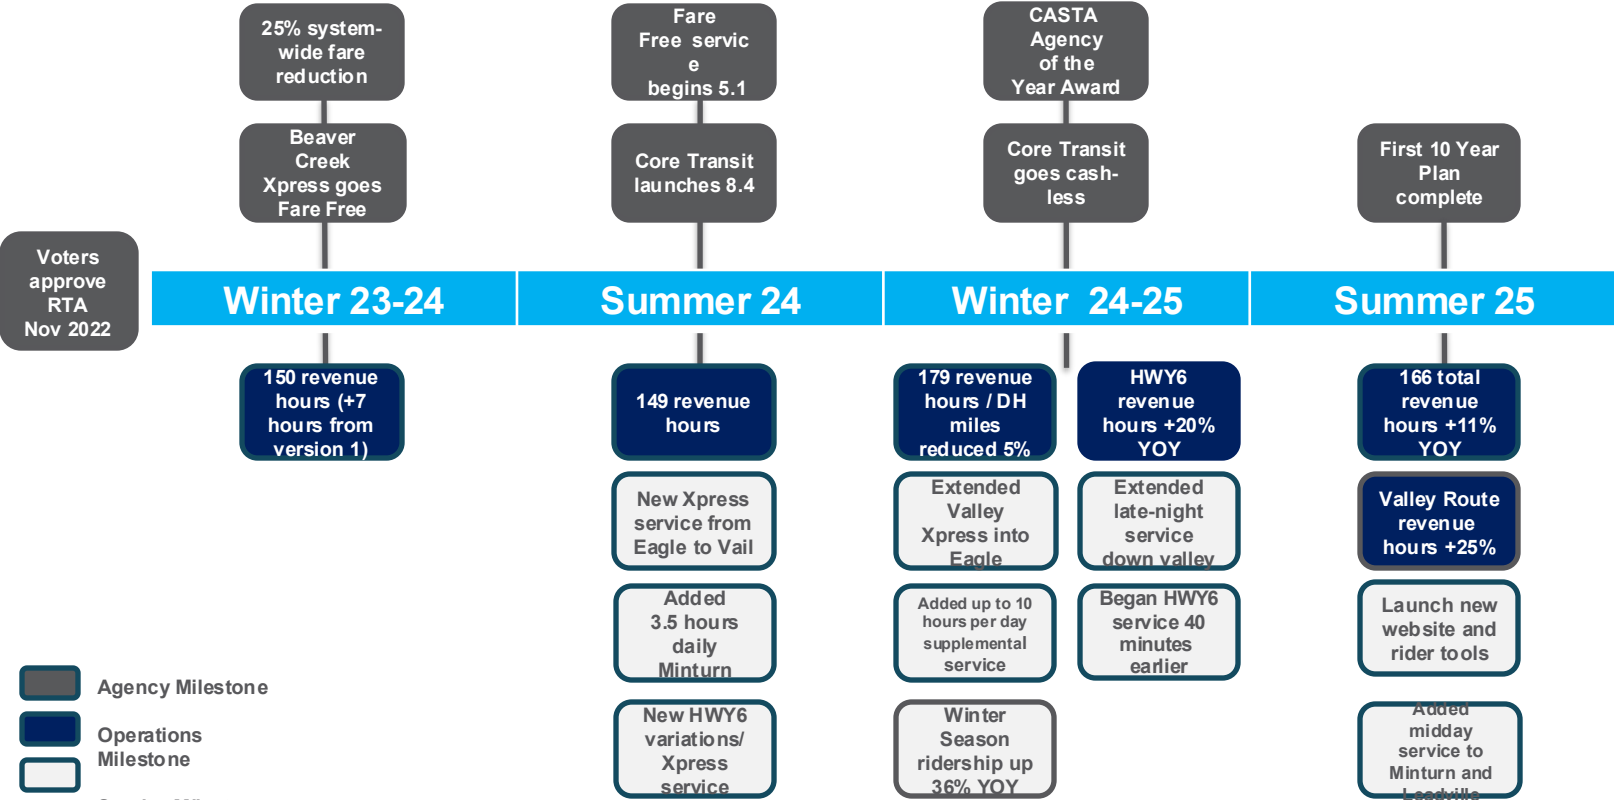 25% system-
wide fare
reduction
Fare
Free servic
e
begins 5.1
CASTA
Agency
of the
Year Award
Beaver
Creek
Xpress goes
Fare Free
Core Transit
launches 8.4
Core Transit
goes cash-
less
First 10 Year
Plan
complete
Voters
approve
RTA
Nov 2022
Winter 23-24
Summer 24
Winter 24-25
Summer 25
150 revenue
hours (+7
hours from
version 1)
149 revenue
hours
179 revenue
hours / DH
miles
reduced 5%
HWY6
revenue
hours +20%
YOY
166 total
revenue
hours +11%
YOY
New Xpress
service from
Eagle to Vail
Extended
Valley
Xpress into
Eagle
Extended
late-night
service
down valley
Valley Route
revenue
hours +25%
Added
3.5 hours
daily
Minturn
Added up to 10
hours per day
supplemental
service
Began HWY6
service 40
minutes
earlier
Launch new
website and
rider tools
New HWY6
variations/
Xpress
service
Winter
Season
ridership up
36% YOY
Added
midday
service to
Minturn and
Leadville
Agency Milestone
Operations
Milestone